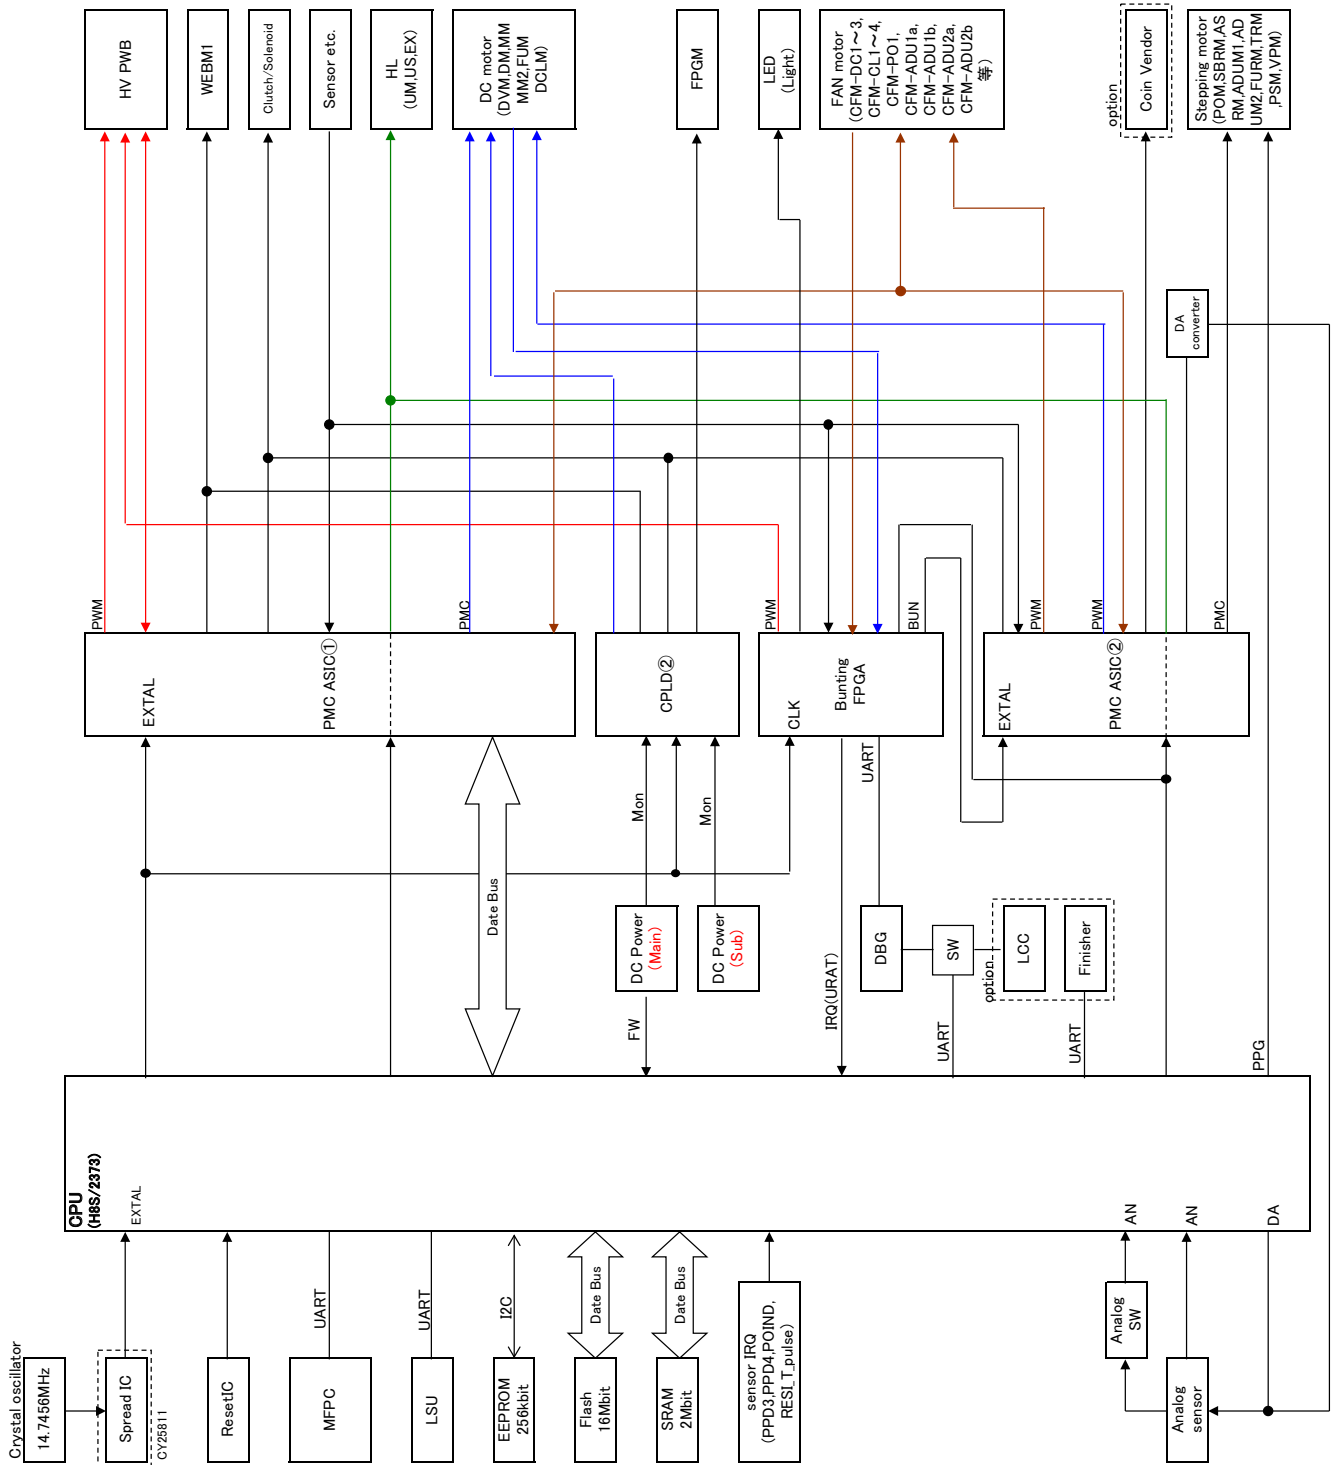 HV PWB
WEBM1
Clutch/Solenoid
Sensor etc.
HL
(UM,US,EX)
DC motor
(DVM,DM,MM
MM2,FUM
DCLM)
FPGM
LED
(Light)
FAN motor
(CFM-DC1~3,
CFM-CL1~4,
CFM-PO1,
CFM-ADU1a,
CFM-ADU1b,
CFM-ADU2a,
CFM-ADU2b
等)
option
Coin Vendor
Stepping motor
(POM,SBRM,AS
RM,ADUM1,AD
UM2,FURM,TRM
,PSM,VPM)
DA
converter
PWM
PMC
PWM
BUN
PWM
PWM
PMC
EXTAL
PMC ASIC①
CPLD②
CLK
Bunting
FPGA
EXTAL
PMC ASIC②
Mon
Mon
UART
Date Bus
DC Power
(Main)
DC Power
(Sub)
DBG
SW
option
LCC
Finisher
FW
IRQ(URAT)
UART
UART
PPG
CPU
(H8S/2373)
EXTAL
AN
AN
DA
UART
UART
I2C
Date Bus
Date Bus
Crystal oscillator
14.7456MHz
Spread IC
CY25811
ResetIC
MFPC
LSU
EEPROM
256kbit
Flash
16Mbit
SRAM
2Mbit
sensor IRQ
(PPD3,PPD4,POIND,
RESI_T_pulse)
Analog
SW
Analog
sensor